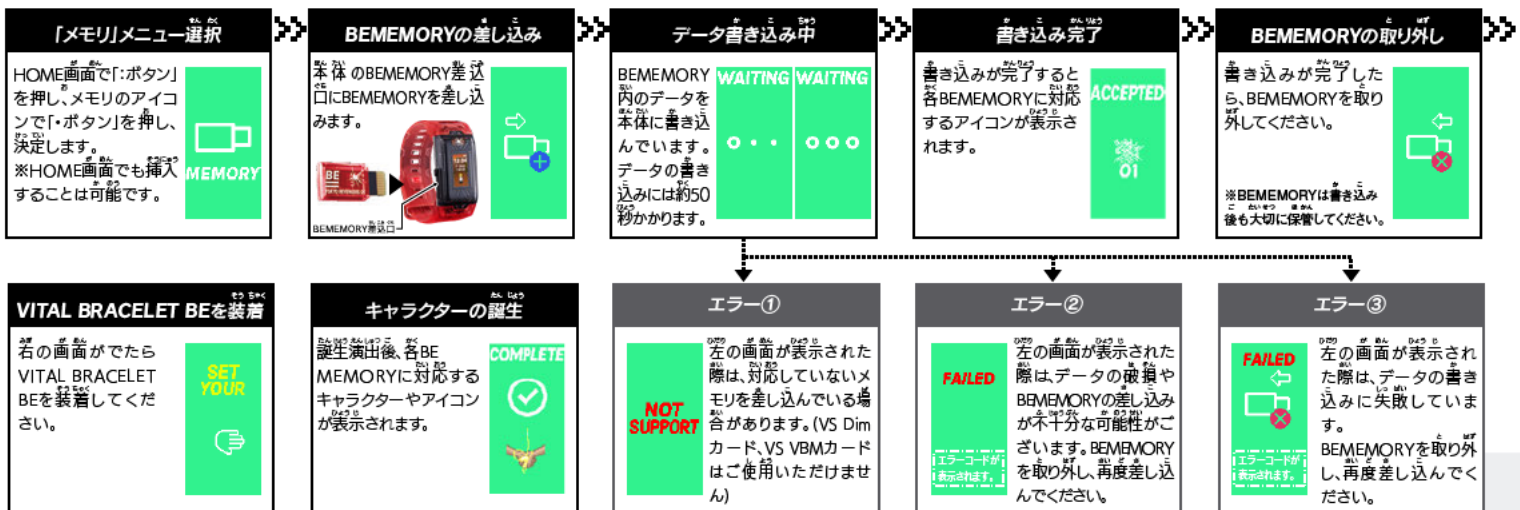 「メモリ」メニュー選択
HOME画面で「:ボタン」
を押し、メモリのアイコ
ンで「・ボタン」を押し、
決定します。
※HOME画面でも挿入
することは可能です。
MEMORY
BEMEMORYの差し込み
本体のBEMEMORY差込
口にBEMEMORYを差し込
みます。
BE
BEMEMORY差込口
データ書き込み中
BEMEMORY
内のデータを
本体に書き込
んでいます。
データの書き
込みには約50
秒かかります。
WAITING
WAITING
書き込み完了
書き込みが完了すると
各BEMEMORYに対応
するアイコンが表示さ
れます。
ACCEPTED
01
BEMEMORYの取り外し
書き込みが完了した
ら、BEMEMORYを取り
外してください。
※BEMEMORYは書き込み
後も大切に保管してください。
VITAL BRACELET BEを装着
右の画面がでたら
VITAL BRACELET
BEを装着してくだ
さい。
SET
YOUR
キャラクターの誕生
誕生演出後、各BE
MEMORYに対応する
キャラクターやアイコン
が表示されます。
COMPLETE
エラー①
NOT
SUPPORT
左の画面が表示された
際は、対応していないメ
モリを差し込んでいる場
合があります。(VS Dim
カード、VS VBMカード
はご使用いただけませ
ん)
エラー②
FAILED
エラーコードが
表示されます。
左の画面が表示された
際は、データの破損や
BEMEMORYの差し込み
が不十分な可能性がご
ざいます。BEMEMORY
を取り外し、再度差し込
んでください。
エラー③
FAILED
エラーコードが
表示されます。
左の画面が表示され
た際は、データの書き
込みに失敗していま
す。
BEMEMORYを取り外
し、再度差し込んでく
ださい。